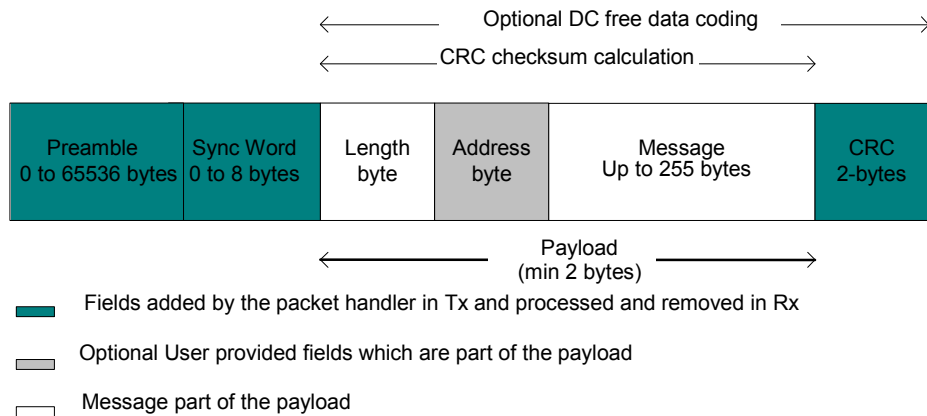 Optional DC free data coding
CRC checksum calculation
Preamble
0 to 65536 bytes
Sync Word
0 to 8 bytes
Length
byte
Address
byte
Message
Up to 255 bytes
CRC
2-bytes
Payload
(min 2 bytes)
Fields added by the packet handler in Tx and processed and removed in Rx
Optional User provided fields which are part of the payload
Message part of the payload